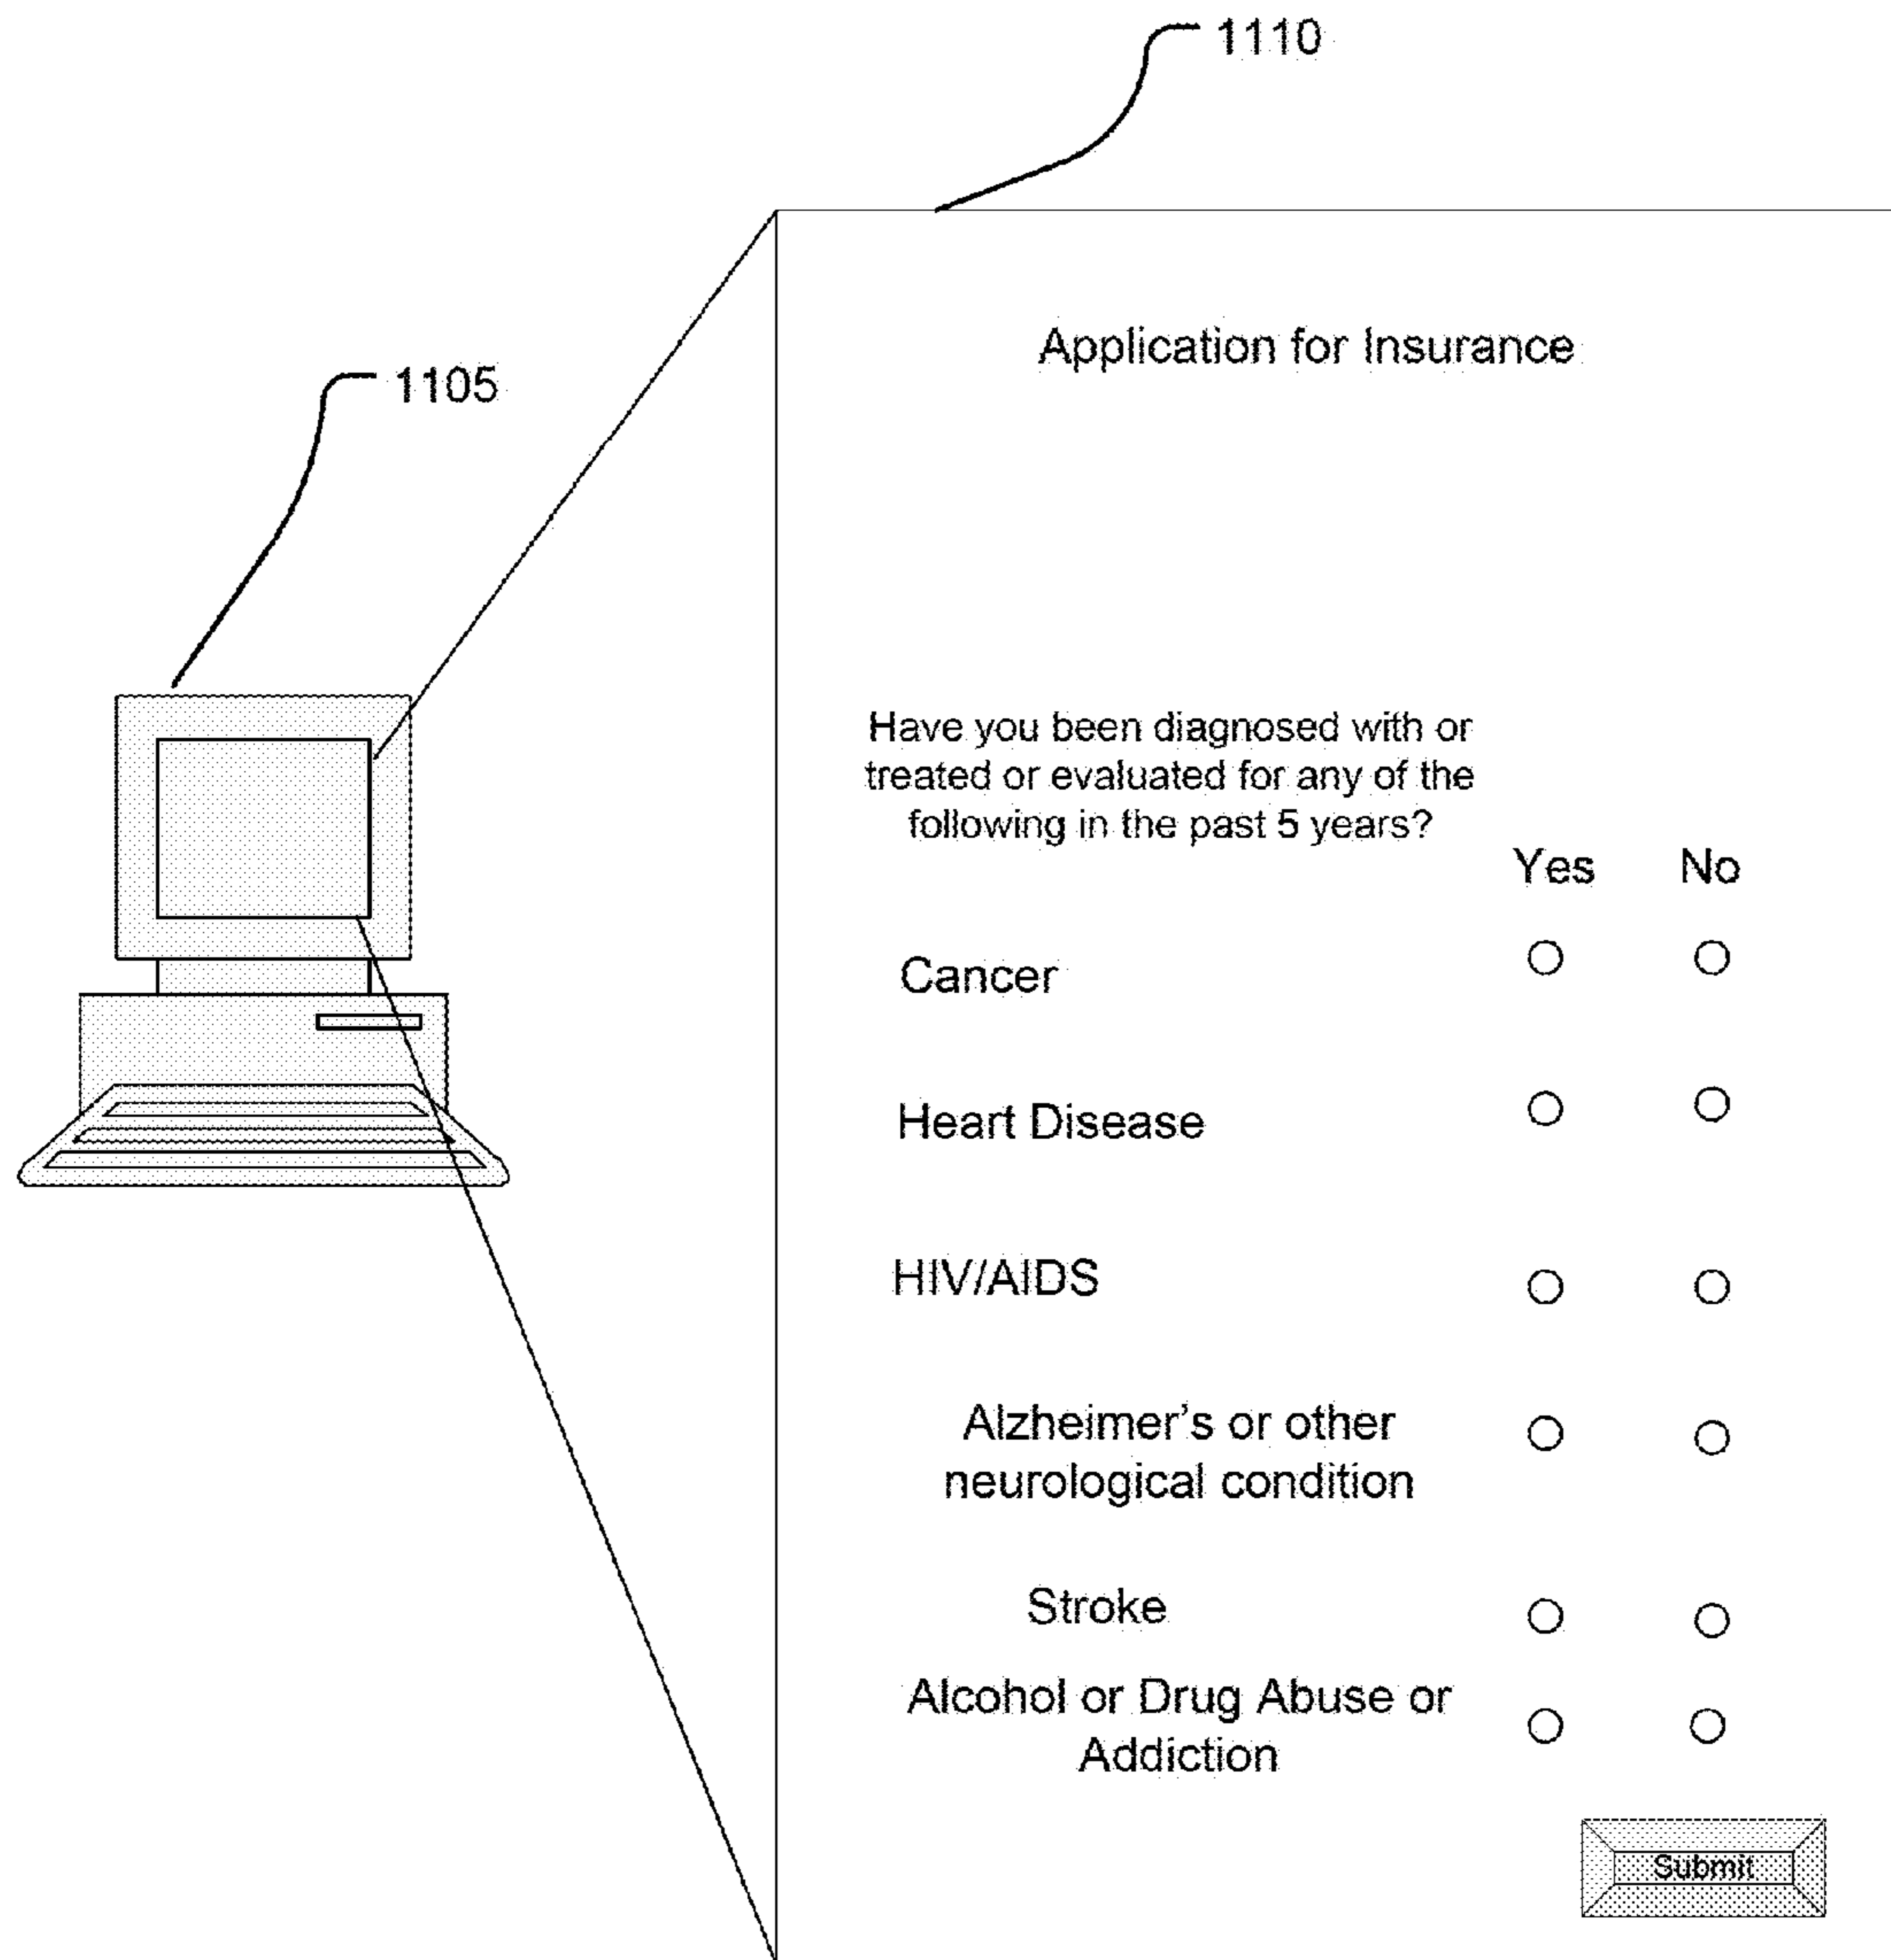 1110
Application for Insurance
1105
Have you been diagnosed with or
treated or evaluated for any of the
following in the past 5 years?
Yes No
Cancer
Heart Disease
HIV/AIDS
Alzheimer's or other
neurological condition
Stroke
Alcohol or Drug Abuse or
Addiction
Submit